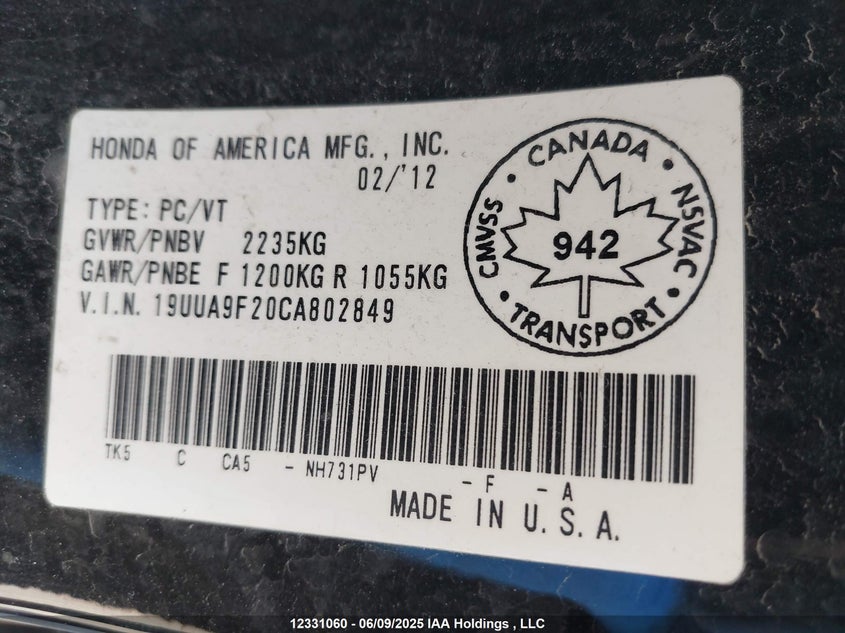 HONDA OF AMERICA MFG., INC.
02/'12
TYPE: PC/VT
GVWR/PNBV 2235KG
GAWR/PNBE F 1200KG R 1055KG
V.I.N. 19UUA9F20CA802849
CANADA • NSVAC • TRANSPORT • CMVSS •
942
TK5 C CA5 - NH731PV - F - A
MADE IN U.S.A.
12331060 - 06/09/2025 IAA Holdings , LLC